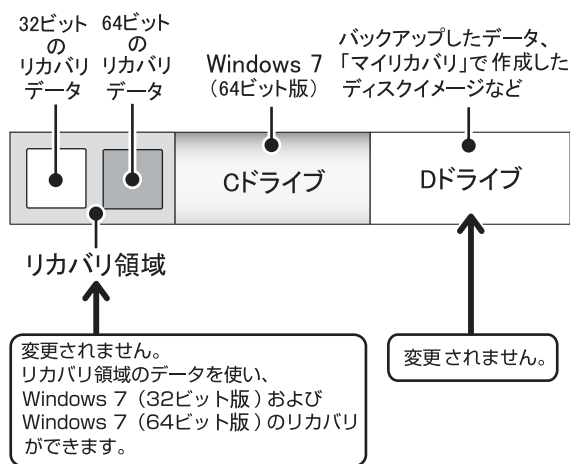 32ビット
の
リカバリ
データ
64ビット
の
リカバリ
データ
Windows 7
(64ビット版)
バックアップしたデータ、
「マイリカバリ」で作成した
ディスクイメージなど
Cドライブ
Dドライブ
リカバリ領域
変更されません。
リカバリ領域のデータを使い、
Windows 7(32ビット版)および
Windows 7(64ビット版)のリカバリ
ができます。
変更されません。